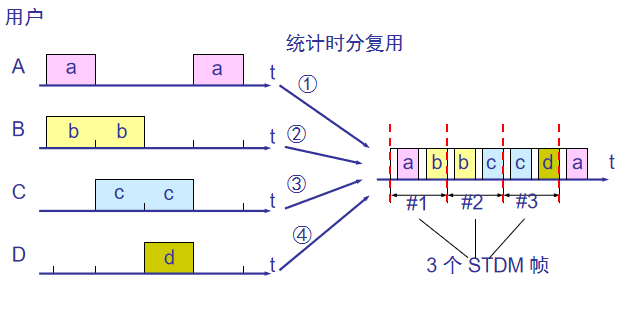 用户
统计时分复用
A a a t ①
B b b t ②
C c c t ③
D d t ④
a b b c c d a t
#1 #2 #3
3 个 STDM 帧